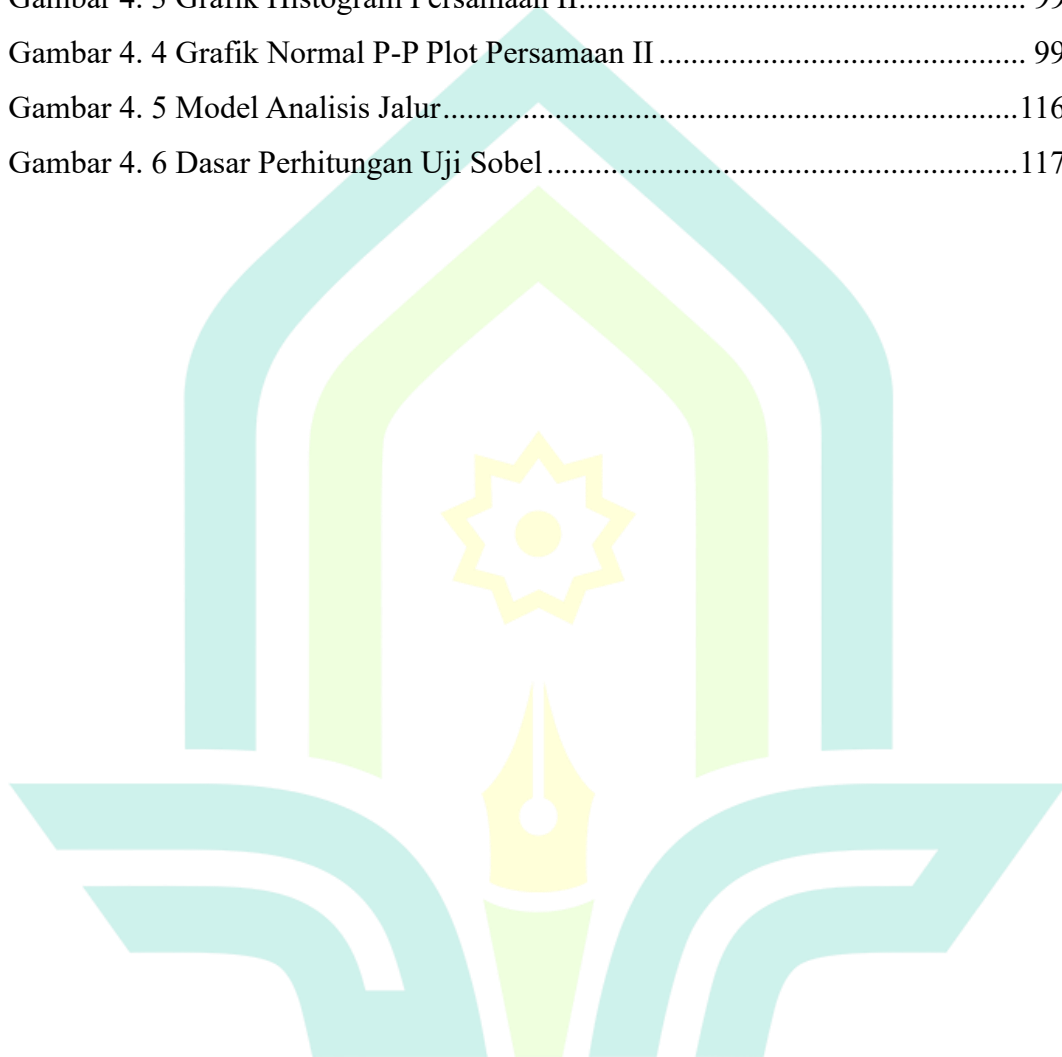 Gambar 4. 3 Grafik Histogram Persamaan II....................................................... 99
Gambar 4. 4 Grafik Normal P-P Plot Persamaan II ............................................. 99
Gambar 4. 5 Model Analisis Jalur.......................................................................116
Gambar 4. 6 Dasar Perhitungan Uji Sobel..........................................................117